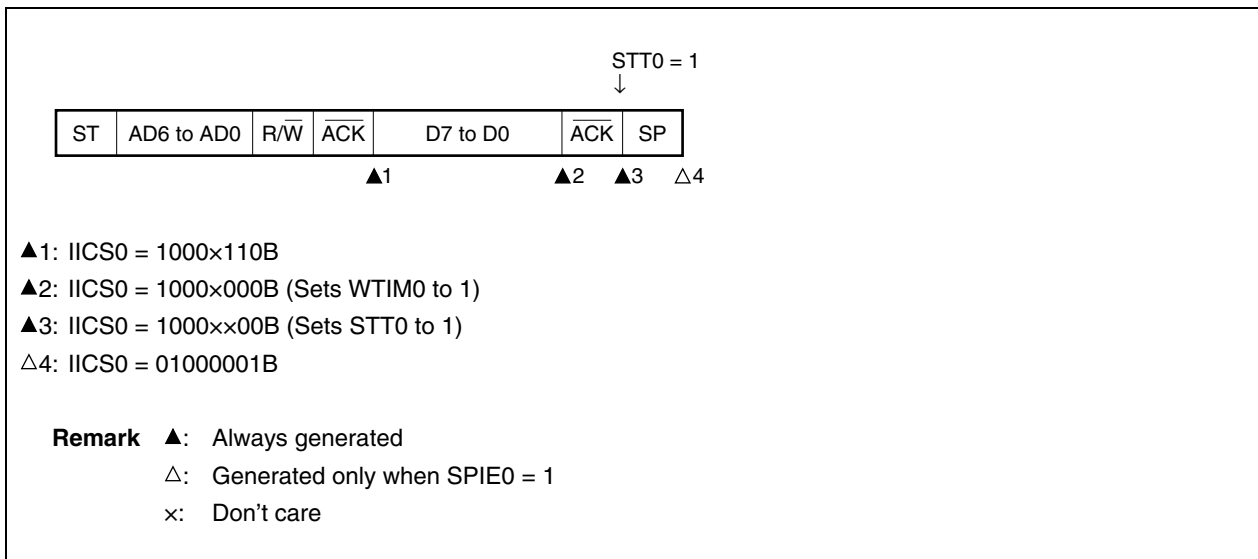 STT0 = 1
↓
ST AD6 to AD0 R/W̅ A̅C̅K̅ D7 to D0 A̅C̅K̅ SP
▲1 ▲2 ▲3 △4
▲1: IICS0 = 1000×110B
▲2: IICS0 = 1000×000B (Sets WTIM0 to 1)
▲3: IICS0 = 1000××00B (Sets STT0 to 1)
△4: IICS0 = 01000001B
Remark ▲: Always generated
△: Generated only when SPIE0 = 1
×: Don't care